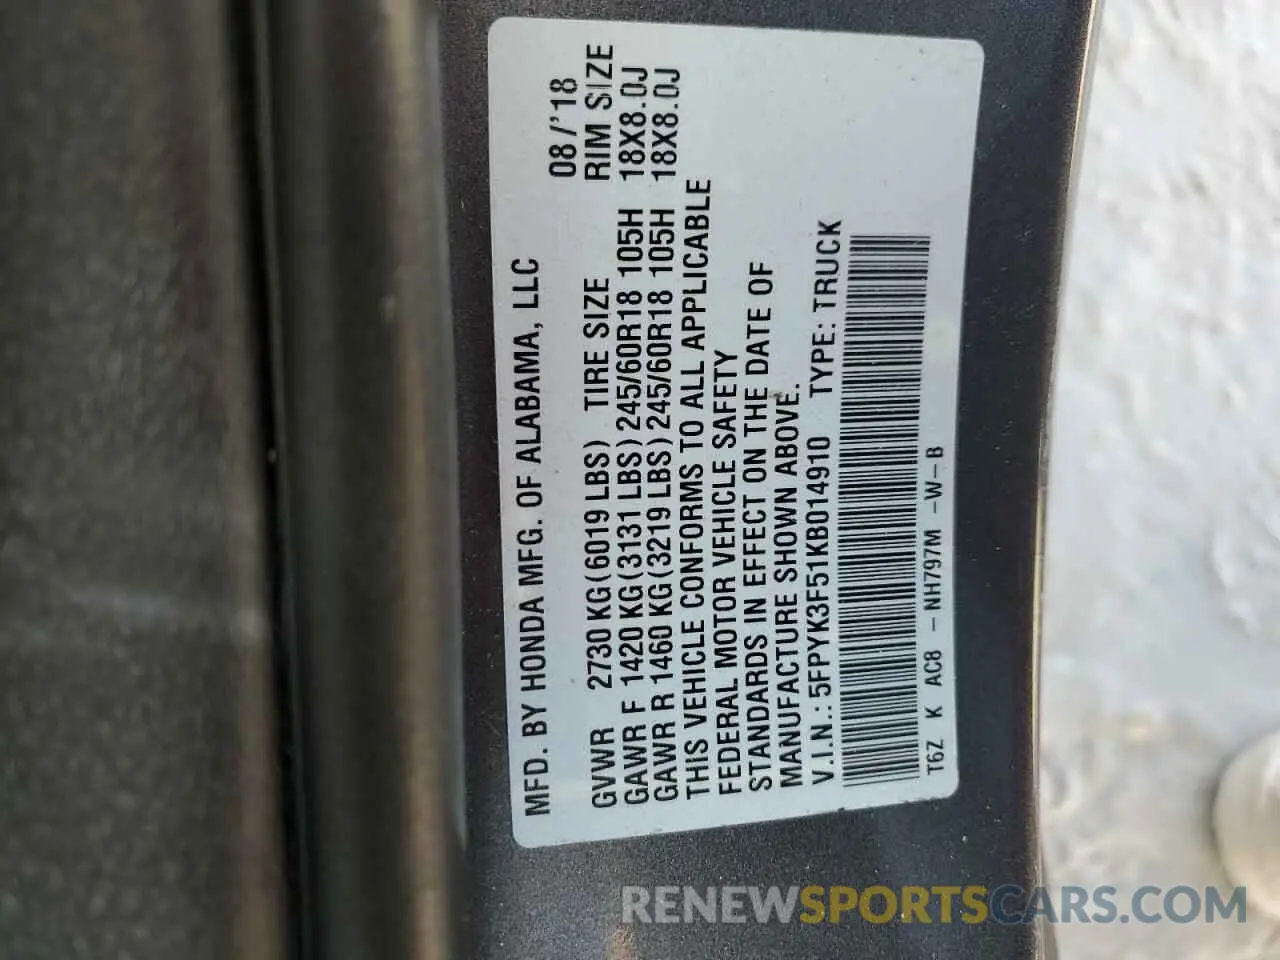 MFD. BY HONDA MFG. OF ALABAMA, LLC 08/'18
GVWR 2730 KG(6019 LBS) TIRE SIZE RIM SIZE
GAWR F 1420 KG(3131 LBS) 245/60R18 105H 18X8.0J
GAWR R 1460 KG(3219 LBS) 245/60R18 105H 18X8.0J
THIS VEHICLE CONFORMS TO ALL APPLICABLE
FEDERAL MOTOR VEHICLE SAFETY
STANDARDS IN EFFECT ON THE DATE OF
MANUFACTURE SHOWN ABOVE.
V.I.N.: 5FPYK3F51KB014910 TYPE: TRUCK
T6Z K AC8 - NH797M -W-B
RENEWSPORTSCARS.COM